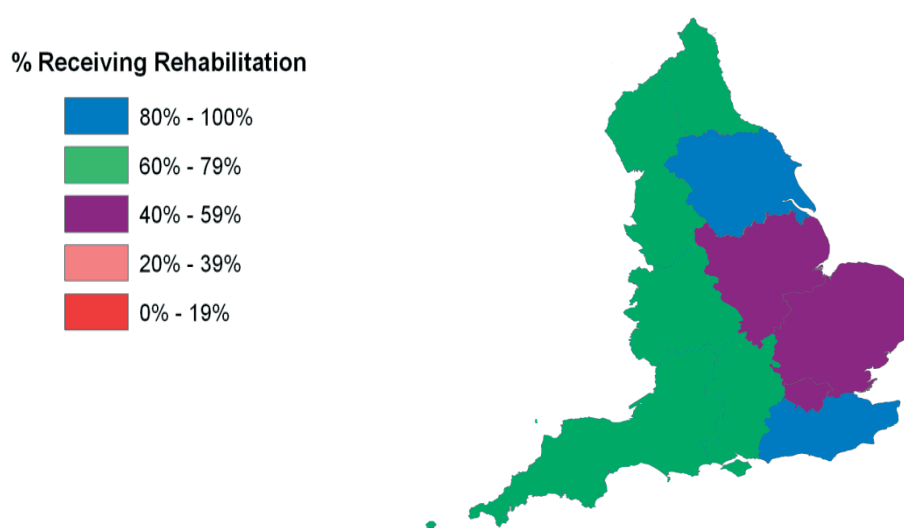 % Receiving Rehabilitation
80% - 100%
60% - 79%
40% - 59%
20% - 39%
0% - 19%